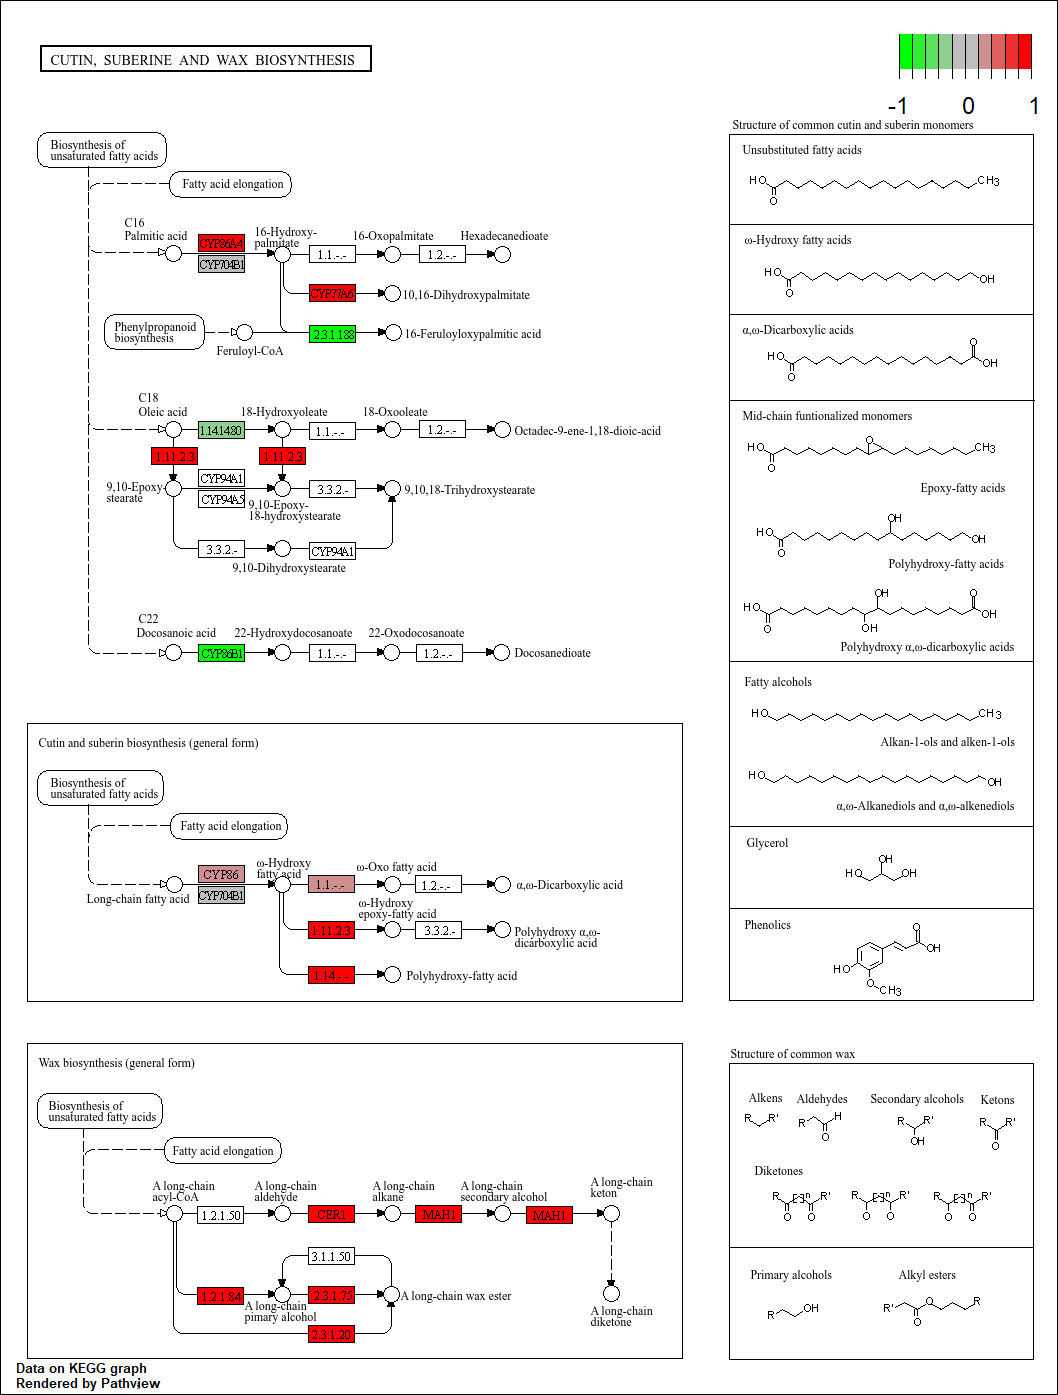 CUTIN, SUBERINE AND WAX BIOSYNTHESIS
-1 0 1
Biosynthesis of
unsaturated fatty acids
Fatty acid elongation
C16
Palmitic acid
CYP86A4
CYP704B1
16-Hydroxy-
palmitate
1.1.-.-
16-Oxopalmitate
1.2.-.-
Hexadecanedioate
CYP77A6
10,16-Dihydroxypalmitate
Phenylpropanoid
biosynthesis
Feruloyl-CoA
2.3.1.188
16-Feruloyloxypalmitic acid
C18
Oleic acid
1.14.14.80
18-Hydroxyoleate
1.1.-.-
18-Oxooleate
1.2.-.-
Octadec-9-ene-1,18-dioic-acid
1.11.2.3
1.11.2.3
9,10-Epoxy-
stearate
CYP94A1
CYP94A5
9,10-Epoxy-
18-hydroxystearate
3.3.2.-
9,10,18-Trihydroxystearate
3.3.2.-
9,10-Dihydroxystearate
CYP94A1
C22
Docosanoic acid
CYP86B1
22-Hydroxydocosanoate
1.1.-.-
22-Oxodocosanoate
1.2.-.-
Docosanedioate
Cutin and suberin biosynthesis (general form)
Biosynthesis of
unsaturated fatty acids
Fatty acid elongation
Long-chain fatty acid
CYP86
CYP704B1
ω-Hydroxy
fatty acid
1.1.-.-
ω-Oxo fatty acid
1.2.-.-
α,ω-Dicarboxylic acid
1.11.2.3
ω-Hydroxy
epoxy-fatty acid
3.3.2.-
Polyhydroxy α,ω-
dicarboxylic acid
1.14.-.-
Polyhydroxy-fatty acid
Wax biosynthesis (general form)
Biosynthesis of
unsaturated fatty acids
Fatty acid elongation
A long-chain
acyl-CoA
1.2.1.50
A long-chain
aldehyde
CER1
A long-chain
alkane
MAH1
A long-chain
secondary alcohol
MAH1
A long-chain
keton
3.1.1.50
1.2.1.84
A long-chain
pimary alcohol
2.3.1.75
A long-chain wax ester
2.3.1.20
A long-chain
diketone
Data on KEGG graph
Rendered by Pathview
Structure of common cutin and suberin monomers
Unsubstituted fatty acids
HO O CH3
ω-Hydroxy fatty acids
HO O OH
α,ω-Dicarboxylic acids
HO O O OH
Mid-chain funtionalized monomers
HO O O CH3
Epoxy-fatty acids
HO O OH OH
Polyhydroxy-fatty acids
HO O OH OH O OH
Polyhydroxy α,ω-dicarboxylic acids
Fatty alcohols
HO CH3
Alkan-1-ols and alken-1-ols
HO OH
α,ω-Alkanediols and α,ω-alkenediols
Glycerol
HO OH OH
Phenolics
HO O CH3 O OH
Structure of common wax
Alkens Aldehydes Secondary alcohols Ketons
R R' R H O R R' OH R R' O
Diketones
R O n O R' R O n O R' R O n O R'
Primary alcohols Alkyl esters
R OH R' O O R